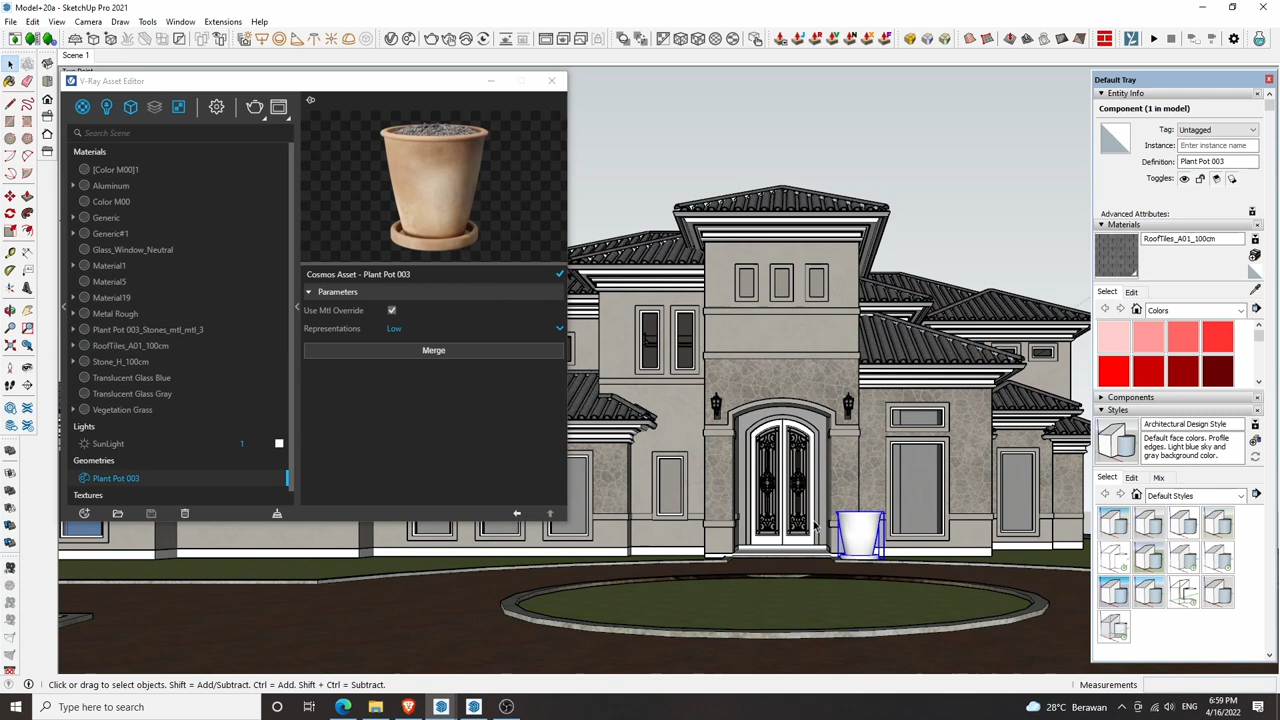 Model+20a - SketchUp Pro 2021
File Edit View Camera Draw Tools Window Extensions Help
Scene 1
V-Ray Asset Editor
Search Scene
Materials
[Color M00]1
Aluminum
Color M00
Generic
Generic#1
Glass_Window_Neutral
Material1
Material5
Material19
Metal Rough
Plant Pot 003_Stones_mtl_mtl_3
RoofTiles_A01_100cm
Stone_H_100cm
Translucent Glass Blue
Translucent Glass Gray
Vegetation Grass
Lights
SunLight 1
Geometries
Plant Pot 003
Textures
Cosmos Asset - Plant Pot 003
Parameters
Use Mtl Override
Representations Low
Merge
Default Tray
Entity Info
Component (1 in model)
Tag: Untagged
Instance: Enter instance name
Definition: Plant Pot 003
Toggles:
Advanced Attributes:
Materials
RoofTiles_A01_100cm
Select Edit
Colors
Components
Styles
Architectural Design Style
Default face colors. Profile edges. Light blue sky and gray background color.
Select Edit Mix
Default Styles
Click or drag to select objects. Shift = Add/Subtract. Ctrl = Add. Shift + Ctrl = Subtract.
Measurements
Type here to search
28°C Berawan
ENG
6:59 PM
4/16/2022